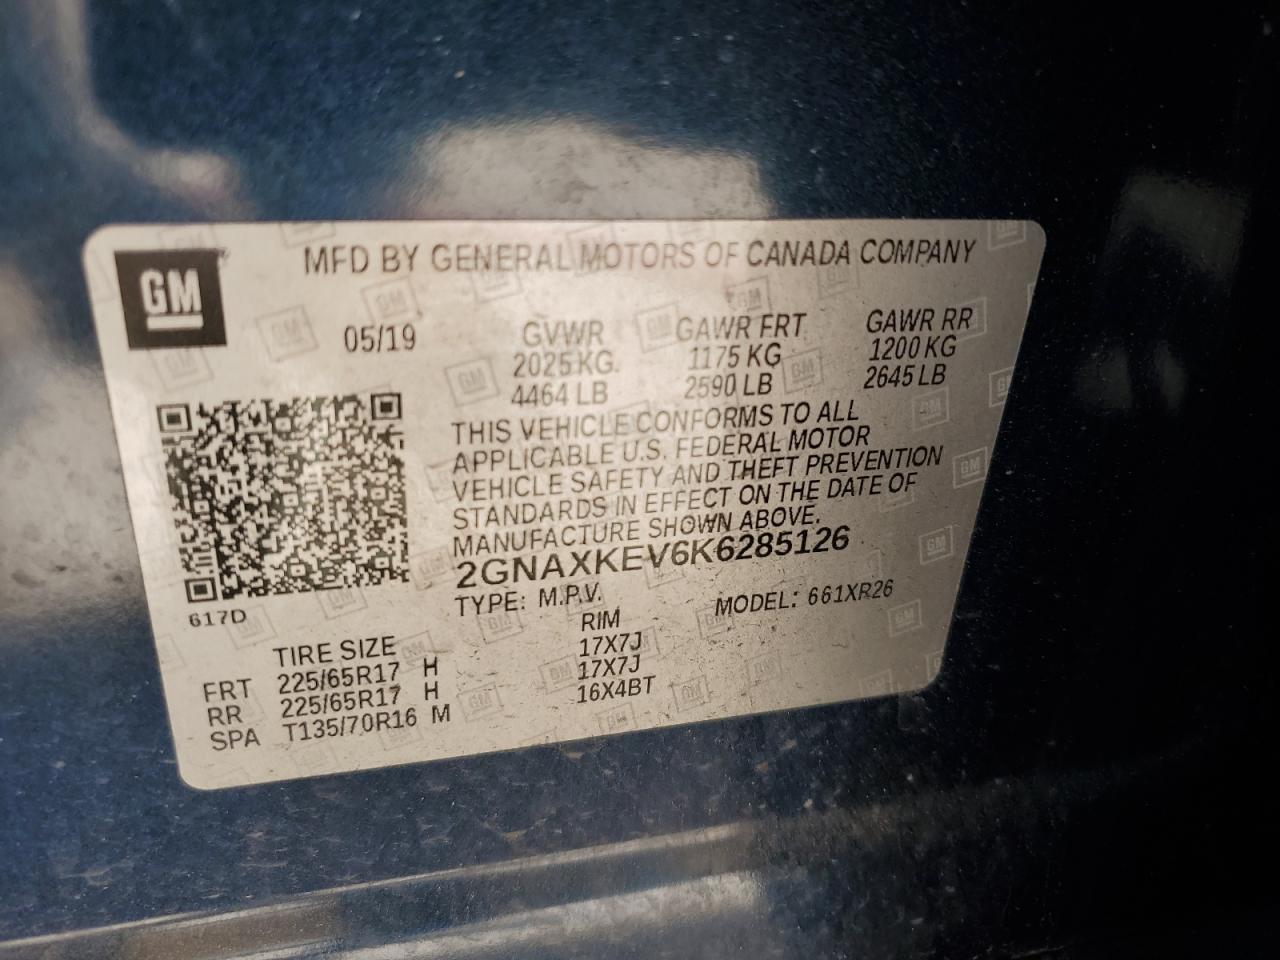 GM
MFD BY GENERAL MOTORS OF CANADA COMPANY
05/19 GVWR GAWR FRT GAWR RR
2025 KG. 1175 KG 1200 KG
4464 LB 2590 LB 2645 LB
THIS VEHICLE CONFORMS TO ALL
APPLICABLE U.S. FEDERAL MOTOR
VEHICLE SAFETY AND THEFT PREVENTION
STANDARDS IN EFFECT ON THE DATE OF
MANUFACTURE SHOWN ABOVE.
2GNAXKEV6K6285126
617D
TYPE: M.P.V. MODEL: 661XR26
TIRE SIZE RIM
FRT 225/65R17 H 17X7J
RR 225/65R17 H 17X7J
SPA T135/70R16 M 16X4BT